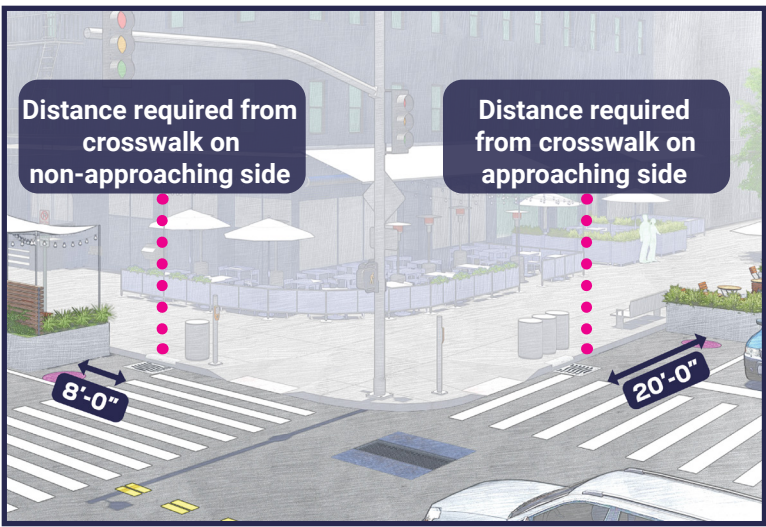 Distance required from
crosswalk on
non-approaching side
Distance required
from crosswalk on
approaching side
8'-0"
20'-0"